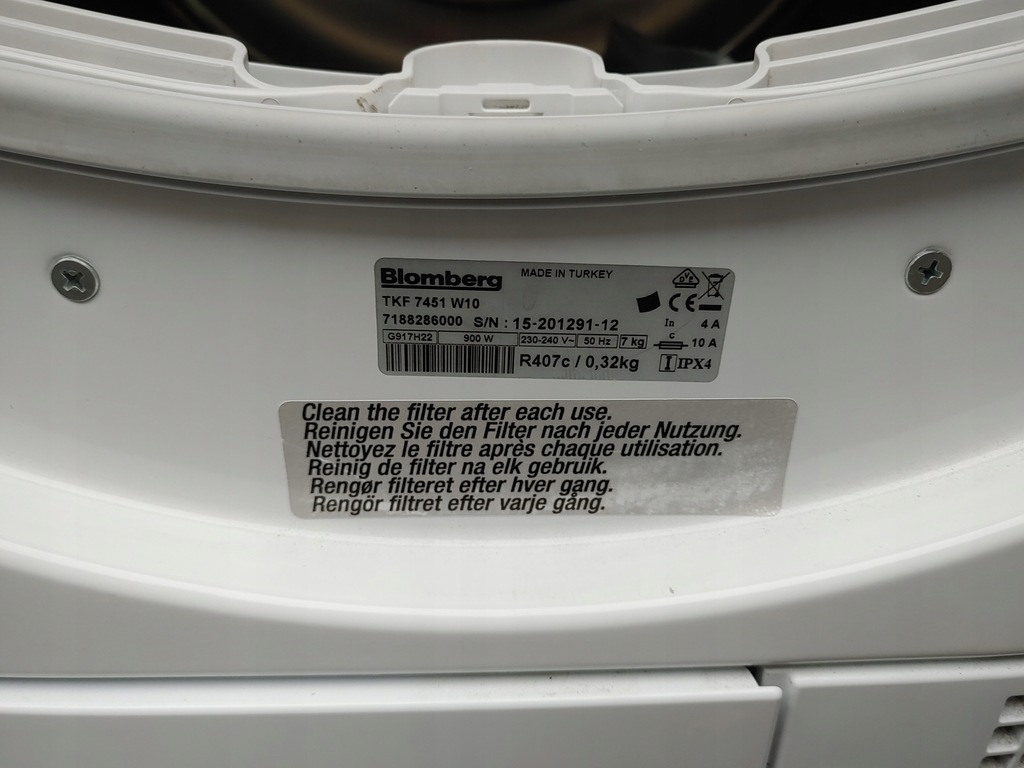 Blomberg MADE IN TURKEY
TKF 7451 W10
7188286000 S/N : 15-201291-12
G917H22 900 W 230-240 V~ 50 Hz 7 kg
R407c / 0,32kg
DVE
CE
In 4 A
c 10 A
I IPX4
Clean the filter after each use.
Reinigen Sie den Filter nach jeder Nutzung.
Nettoyez le filtre après chaque utilisation.
Reinig de filter na elk gebruik.
Rengør filteret efter hver gang.
Rengör filtret efter varje gång.